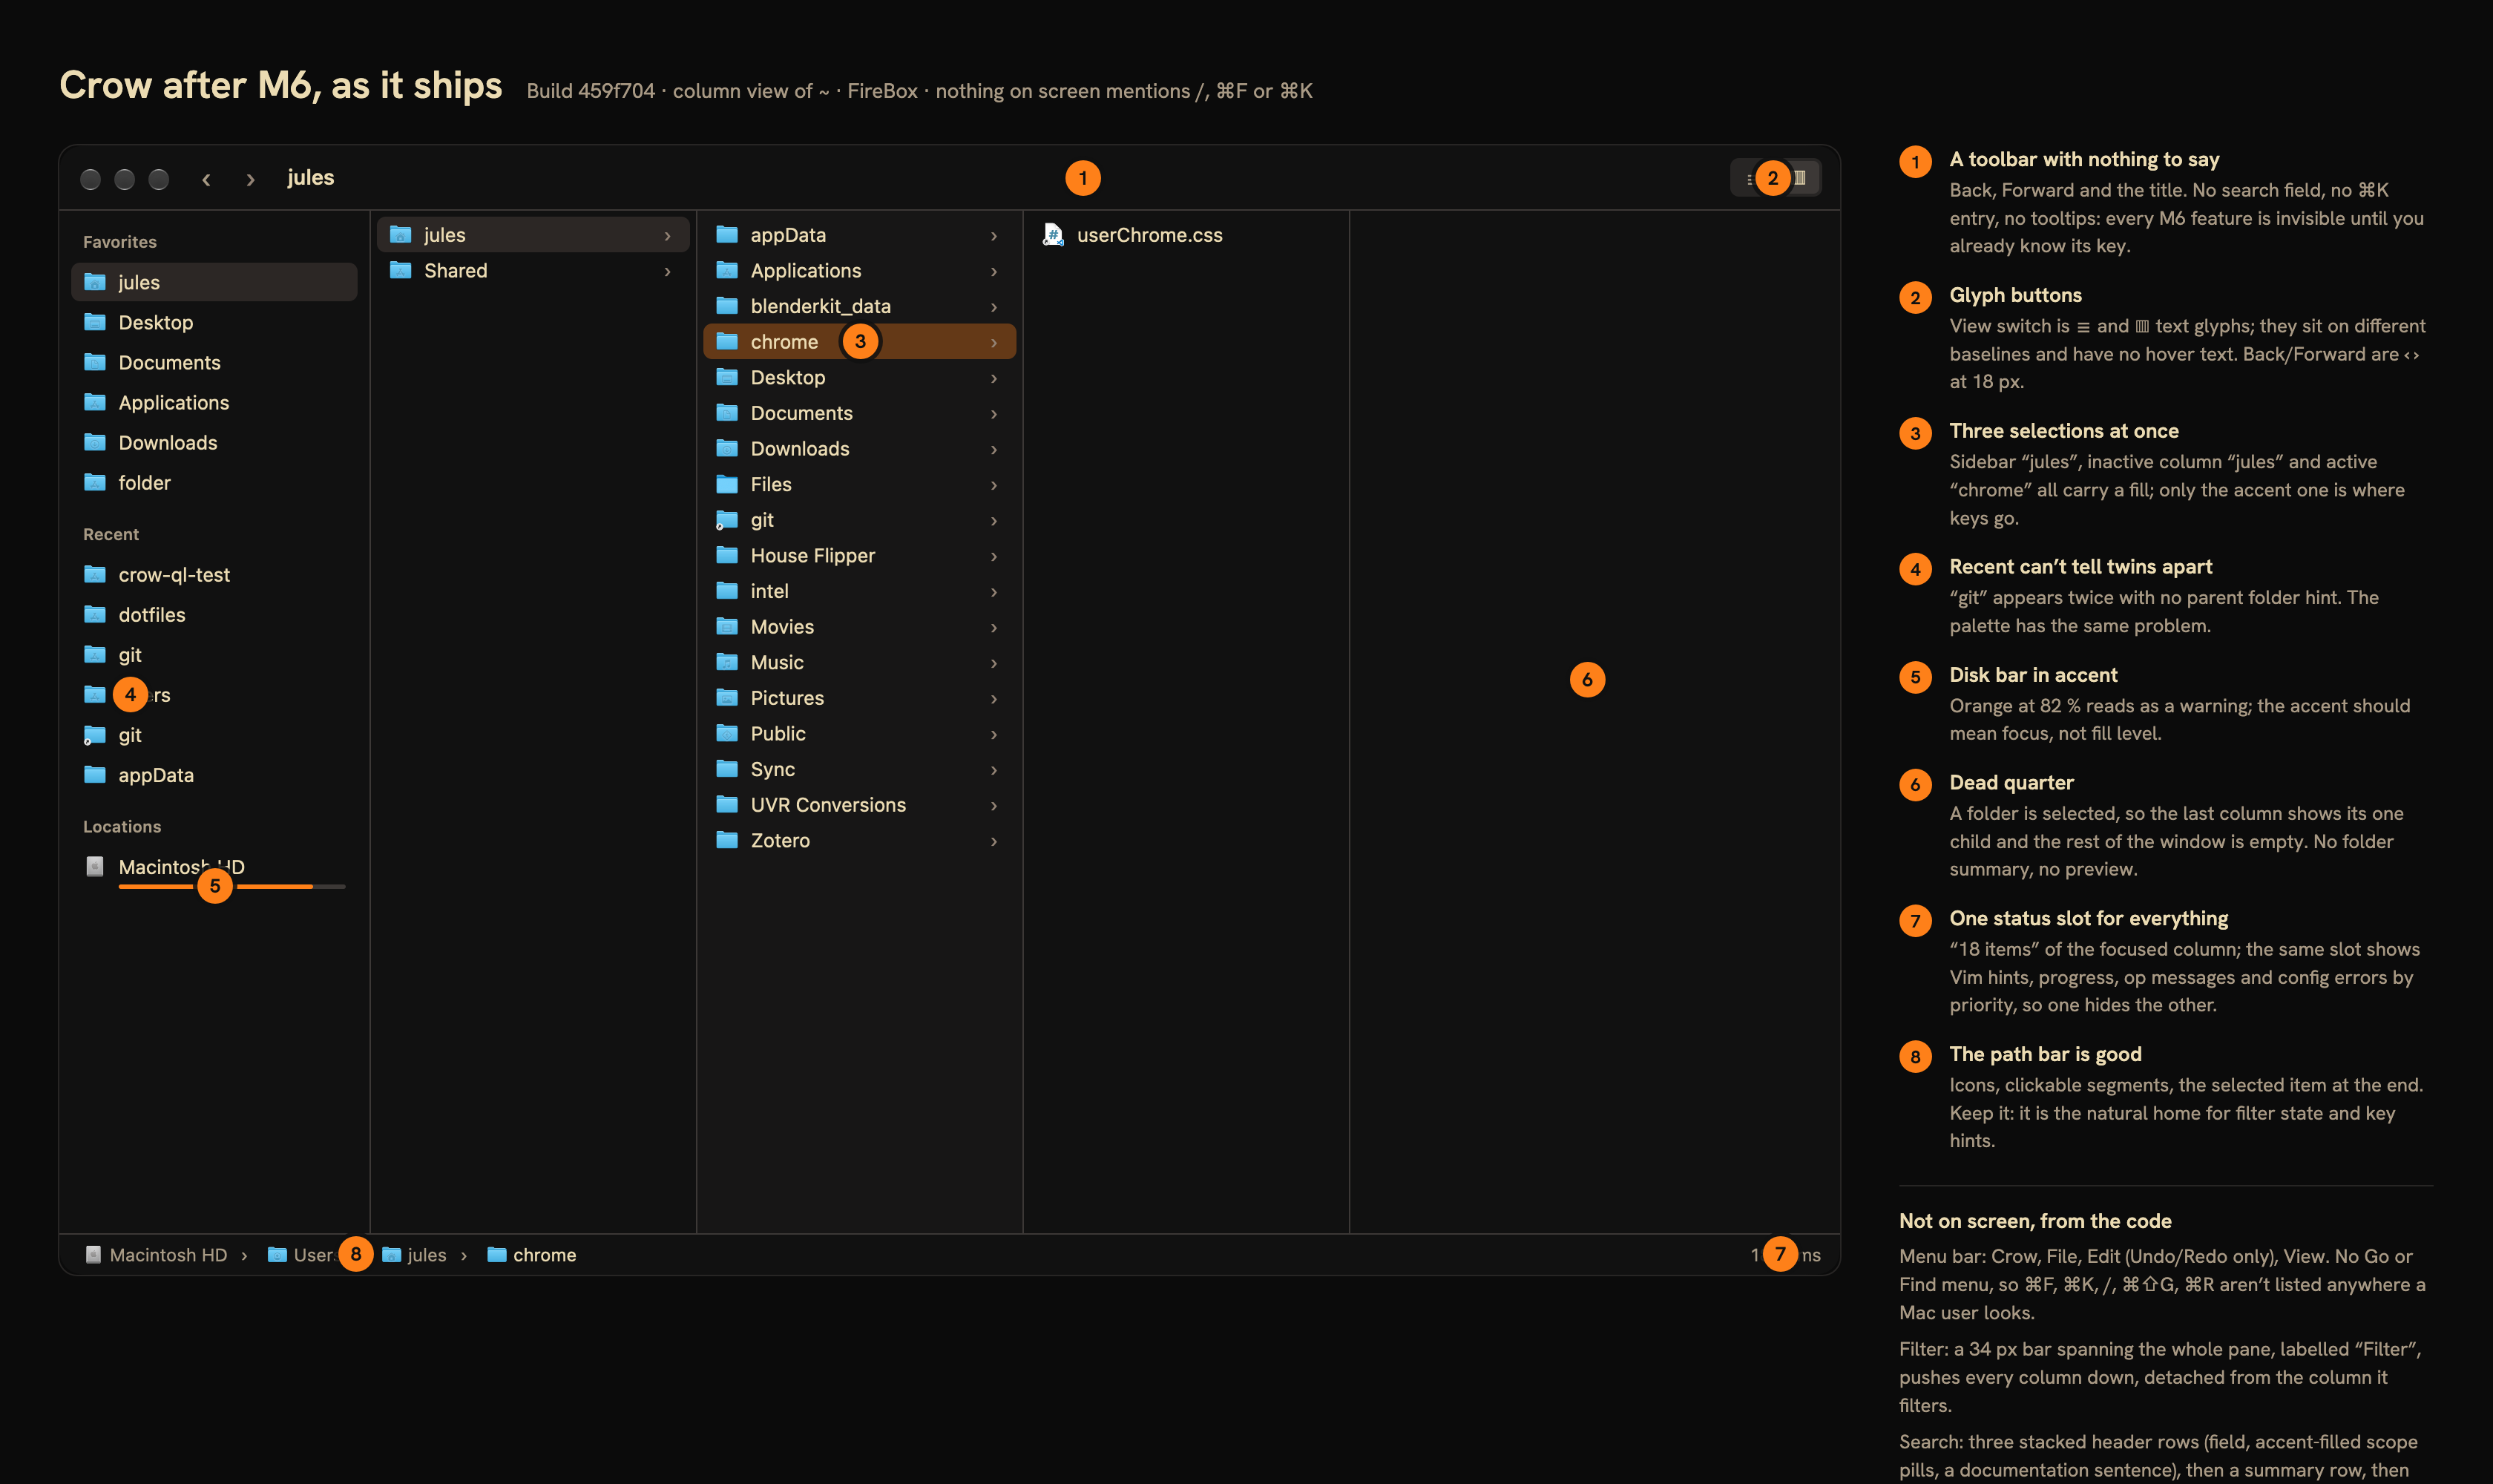 Crow after M6, as it ships
Build 459f704 · column view of ~ · FireBox · nothing on screen mentions /, ⌘F or ⌘K
‹ › jules
1
2
Favorites
jules
Desktop
Documents
Applications
Downloads
folder
Recent
crow-ql-test
dotfiles
git
4
git
appData
Locations
Macintosh HD
5
jules ›
Shared ›
appData ›
Applications ›
blenderkit_data ›
chrome 3 ›
Desktop ›
Documents ›
Downloads ›
Files ›
git ›
House Flipper ›
intel ›
Movies ›
Music ›
Pictures ›
Public ›
Sync ›
UVR Conversions ›
Zotero ›
userChrome.css
6
Macintosh HD › Users 8 jules › chrome
7
1 A toolbar with nothing to say
Back, Forward and the title. No search field, no ⌘K
entry, no tooltips: every M6 feature is invisible until you
already know its key.
2 Glyph buttons
View switch is ≡ and ▥ text glyphs; they sit on different
baselines and have no hover text. Back/Forward are ‹ ›
at 18 px.
3 Three selections at once
Sidebar “jules”, inactive column “jules” and active
“chrome” all carry a fill; only the accent one is where
keys go.
4 Recent can’t tell twins apart
“git” appears twice with no parent folder hint. The
palette has the same problem.
5 Disk bar in accent
Orange at 82 % reads as a warning; the accent should
mean focus, not fill level.
6 Dead quarter
A folder is selected, so the last column shows its one
child and the rest of the window is empty. No folder
summary, no preview.
7 One status slot for everything
“18 items” of the focused column; the same slot shows
Vim hints, progress, op messages and config errors by
priority, so one hides the other.
8 The path bar is good
Icons, clickable segments, the selected item at the end.
Keep it: it is the natural home for filter state and key
hints.
Not on screen, from the code
Menu bar: Crow, File, Edit (Undo/Redo only), View. No Go or
Find menu, so ⌘F, ⌘K, /, ⌘⇧G, ⌘R aren’t listed anywhere a
Mac user looks.
Filter: a 34 px bar spanning the whole pane, labelled “Filter”,
pushes every column down, detached from the column it
filters.
Search: three stacked header rows (field, accent-filled scope
pills, a documentation sentence), then a summary row, then